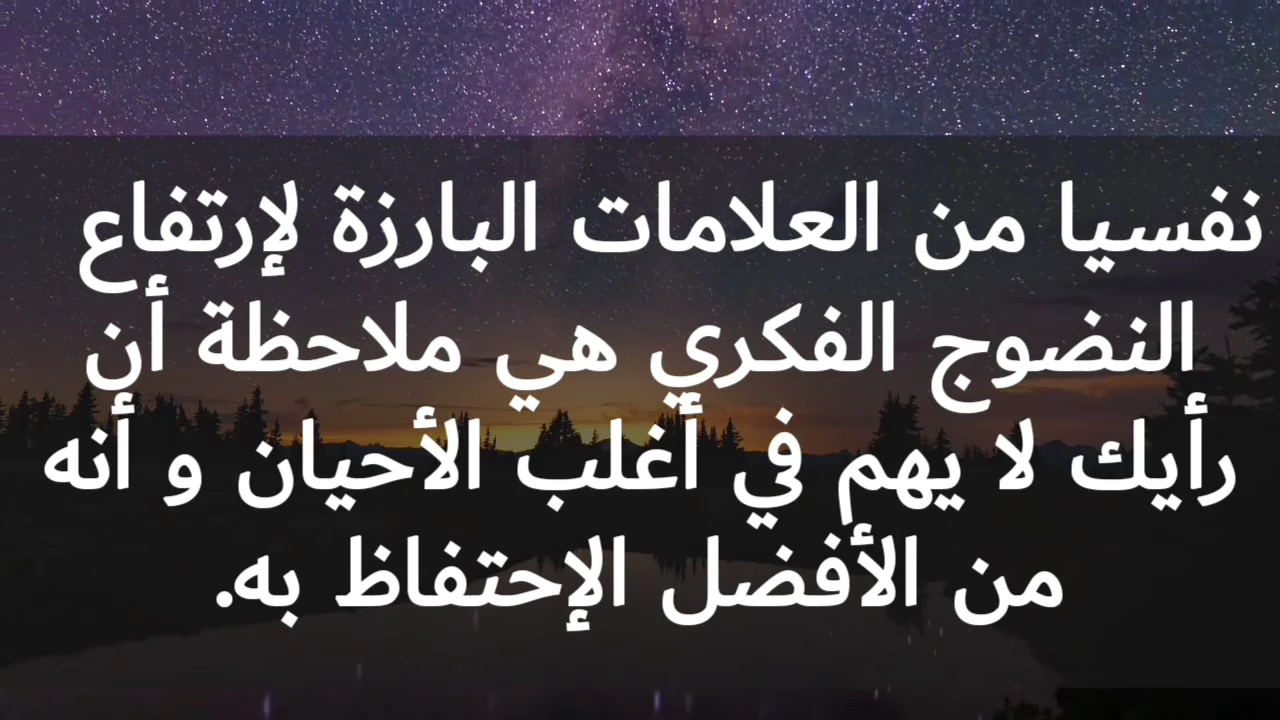 نفسيا من العلامات البارزة لإرتفاع
النضوج الفكري هي ملاحظة أن
رأيك لا يهم في أغلب الأحيان و أنه
من الأفضل الإحتفاظ به.